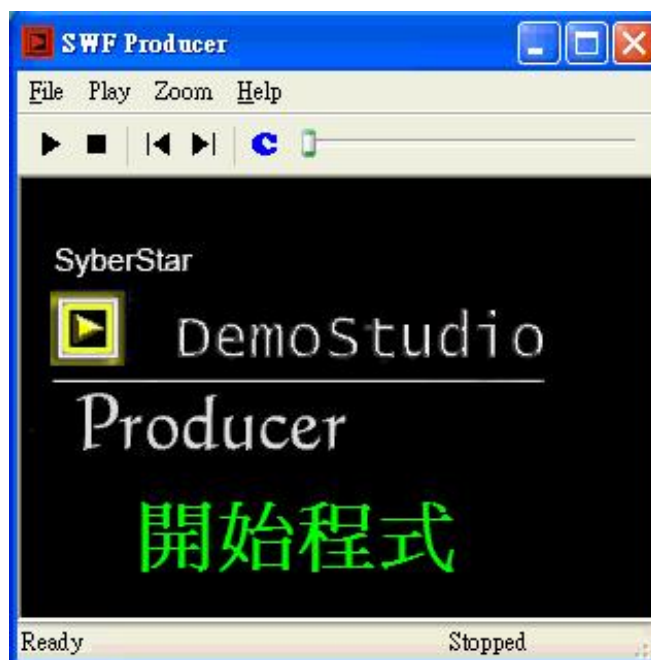 SWF Producer
File Play Zoom Help
SyberStar
DemoStudio
Producer
開始程式
Ready Stopped